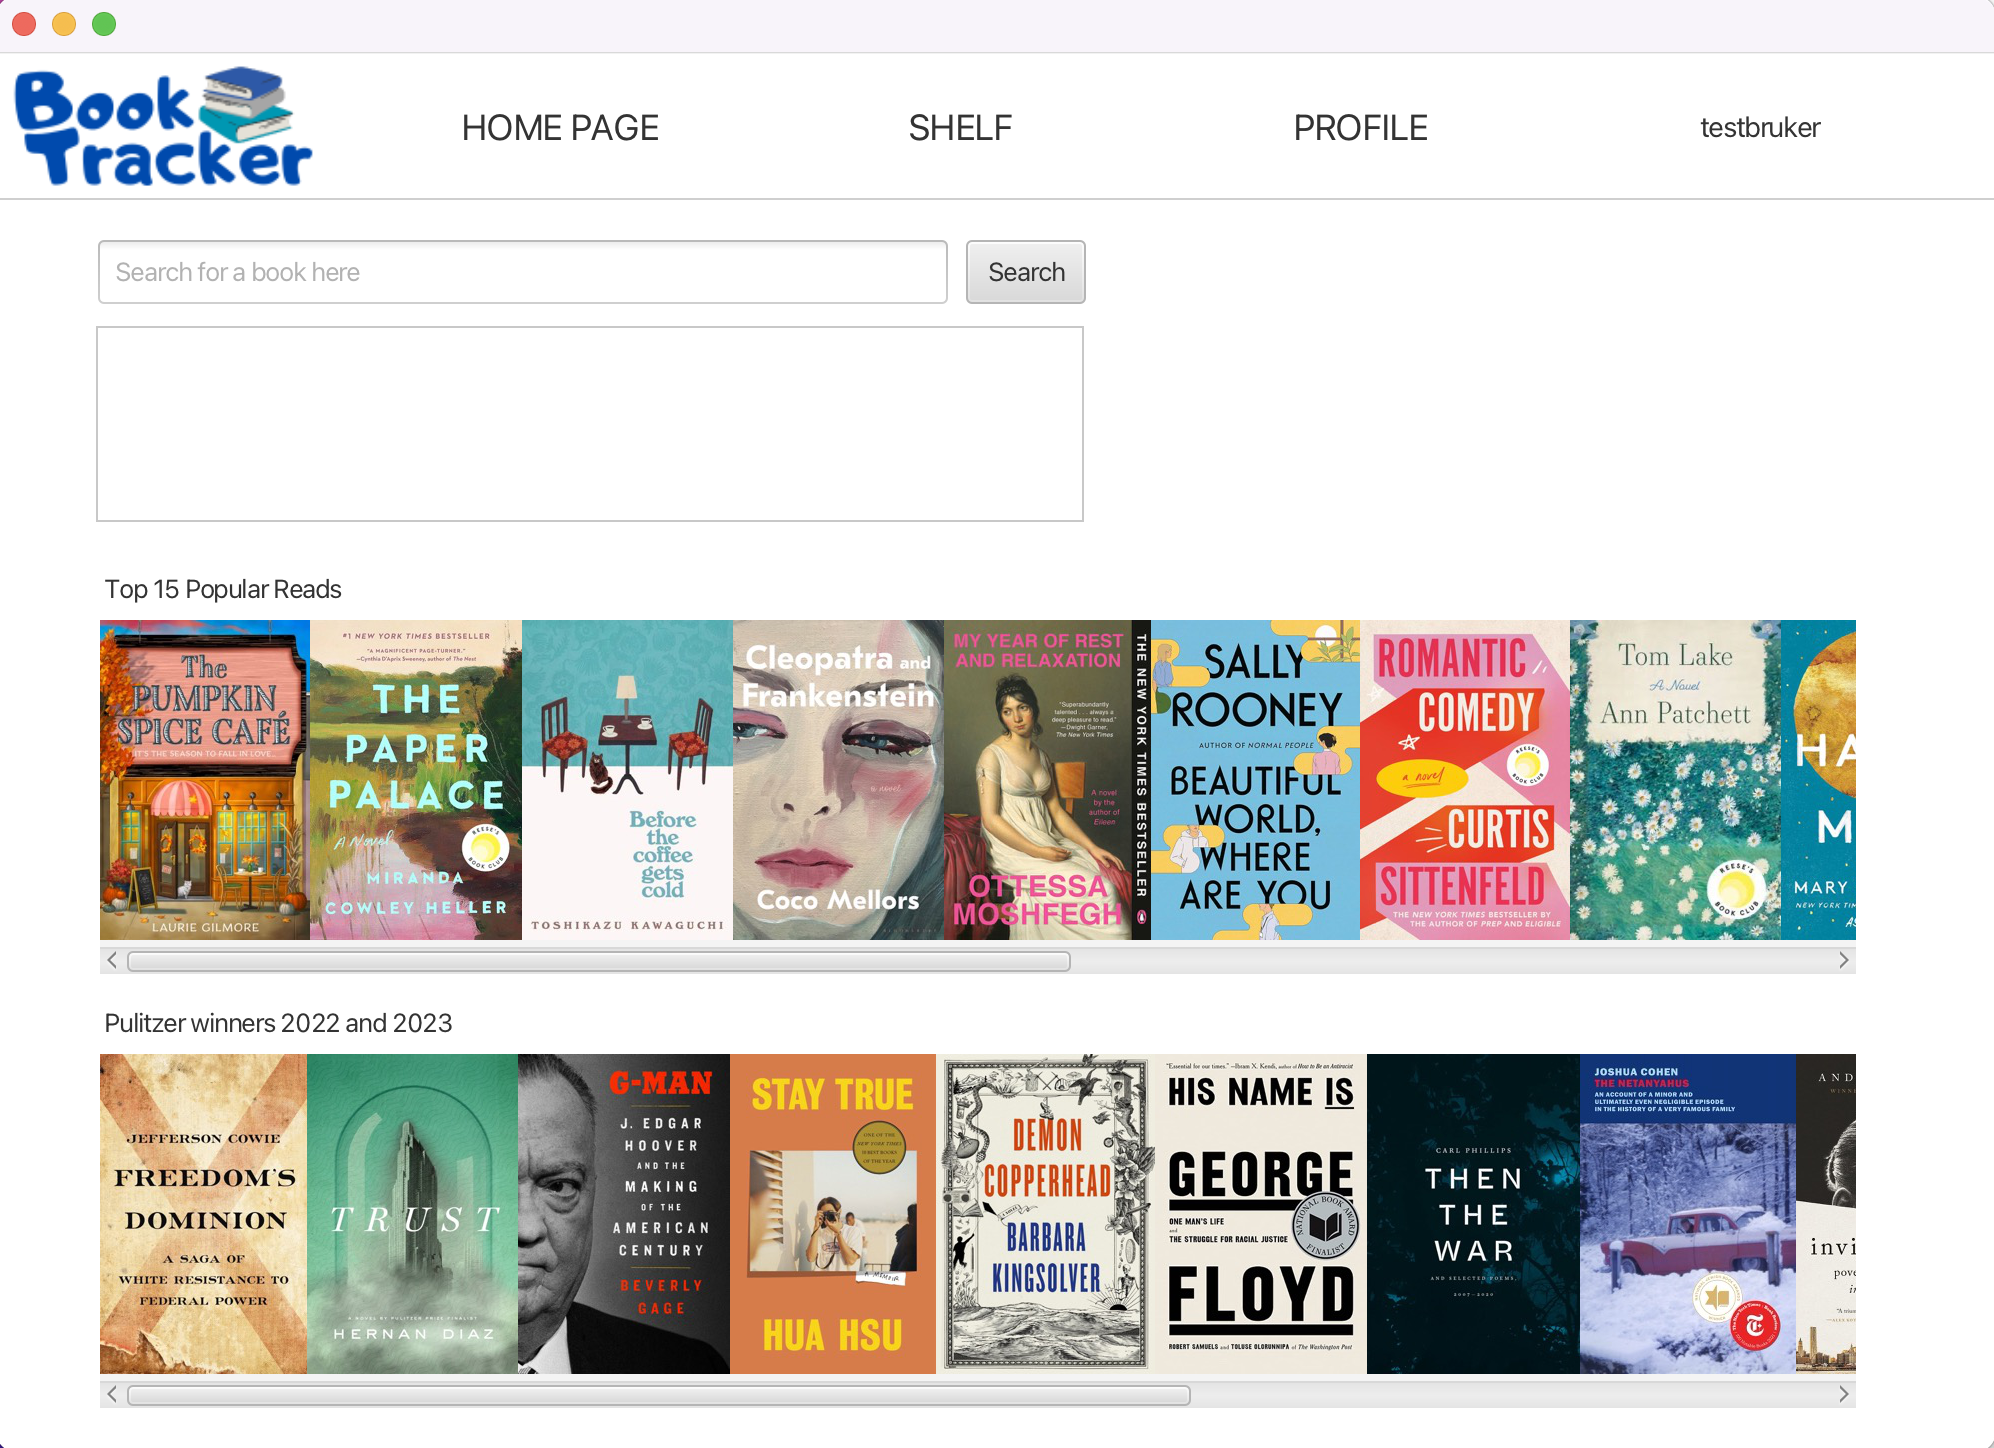 Book
Tracker
HOME PAGE
SHELF
PROFILE
testbruker
Search for a book here
Search
Top 15 Popular Reads
The
PUMPKIN
SPICE CAFÉ
IT'S THE SEASON TO FALL IN LOVE...
LAURIE GILMORE
#1 NEW YORK TIMES BESTSELLER
"A MAGNIFICENT PAGE-TURNER."
—Cynthia D'Aprix Sweeney, author of The Nest
THE
PAPER
PALACE
A Novel
REESE'S
BOOK CLUB
MIRANDA
COWLEY HELLER
Before
the
coffee
gets
cold
TOSHIKAZU KAWAGUCHI
Cleopatra and
Frankenstein
a novel
Coco Mellors
MY YEAR OF REST
AND RELAXATION
"Superabundantly
talented . . . always a
deep pleasure to read."
—Dwight Garner,
The New York Times
A novel
by the
author of
Eileen
OTTESSA
MOSHFEGH
THE NEW YORK TIMES BESTSELLER
SALLY
ROONEY
AUTHOR OF NORMAL PEOPLE
BEAUTIFUL
WORLD,
WHERE
ARE YOU
ROMANTIC
COMEDY
REESE'S
BOOK CLUB
a novel
CURTIS
SITTENFELD
THE NEW YORK TIMES BESTSELLER BY
THE AUTHOR OF PREP AND ELIGIBLE
Tom Lake
A Novel
Ann Patchett
REESE'S
BOOK CLUB
HA
M
MARY
NEW YORK TIM
AS
Pulitzer winners 2022 and 2023
JEFFERSON COWIE
FREEDOM'S
DOMINION
A SAGA OF
WHITE RESISTANCE TO
FEDERAL POWER
TRUST
A NOVEL BY PULITZER PRIZE FINALIST
HERNAN DIAZ
G-MAN
J. EDGAR
HOOVER
AND THE
MAKING
OF THE
AMERICAN
CENTURY
BEVERLY
GAGE
STAY TRUE
ONE OF THE
NEW YORK TIMES
10 BEST BOOKS
OF THE YEAR
A MEMOIR
HUA HSU
DEMON
COPPERHEAD
A NOVEL
BARBARA
KINGSOLVER
"Essential for our times." —Ibram X. Kendi, author of How to Be an Antiracist
HIS NAME IS
GEORGE
ONE MAN'S LIFE
and
THE STRUGGLE FOR RACIAL JUSTICE
NATIONAL BOOK AWARD
FINALIST
FLOYD
ROBERT SAMUELS and TOLUSE OLORUNNIPA of The Washington Post
CARL PHILLIPS
THEN
THE
WAR
AND SELECTED POEMS,
2007–2020
JOSHUA COHEN
THE NETANYAHUS
AN ACCOUNT OF A MINOR AND
ULTIMATELY EVEN NEGLIGIBLE EPISODE
IN THE HISTORY OF A VERY FAMOUS FAMILY
AND
WINN
invi
pove
in